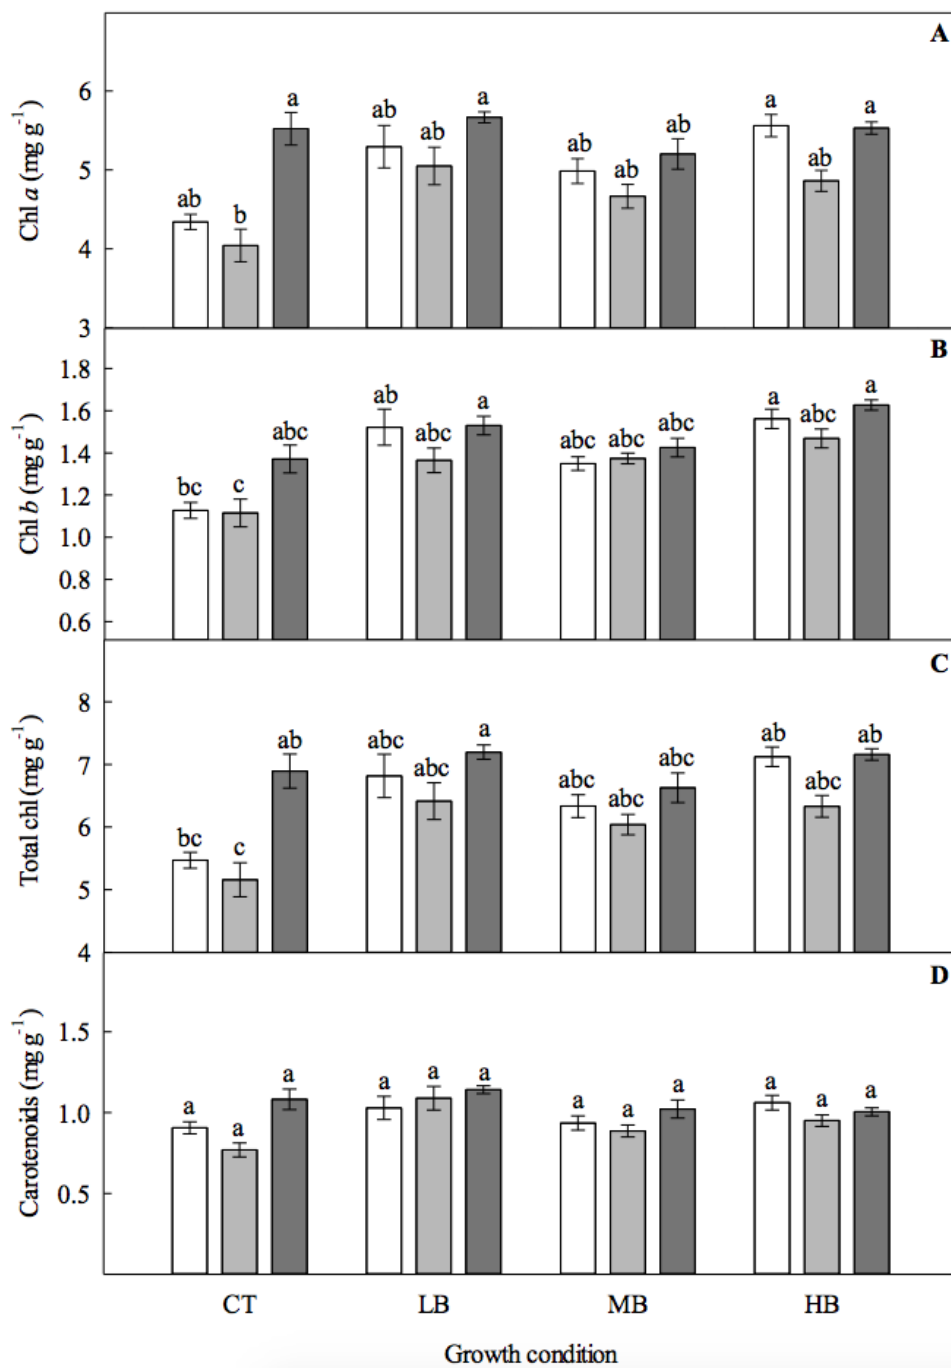 A
Chl a (mg g-1)
6
5
4
3
ab
b
a
ab
ab
a
ab
ab
ab
a
ab
a
B
Chl b (mg g-1)
1.8
1.6
1.4
1.2
1.0
0.8
0.6
bc
c
abc
ab
abc
a
abc
abc
abc
a
abc
a
C
Total chl (mg g-1)
8
7
6
5
4
bc
c
ab
abc
abc
a
abc
abc
abc
ab
abc
ab
D
Carotenoids (mg g-1)
1.5
1.0
0.5
a
a
a
a
a
a
a
a
a
a
a
a
CT
LB
MB
HB
Growth condition